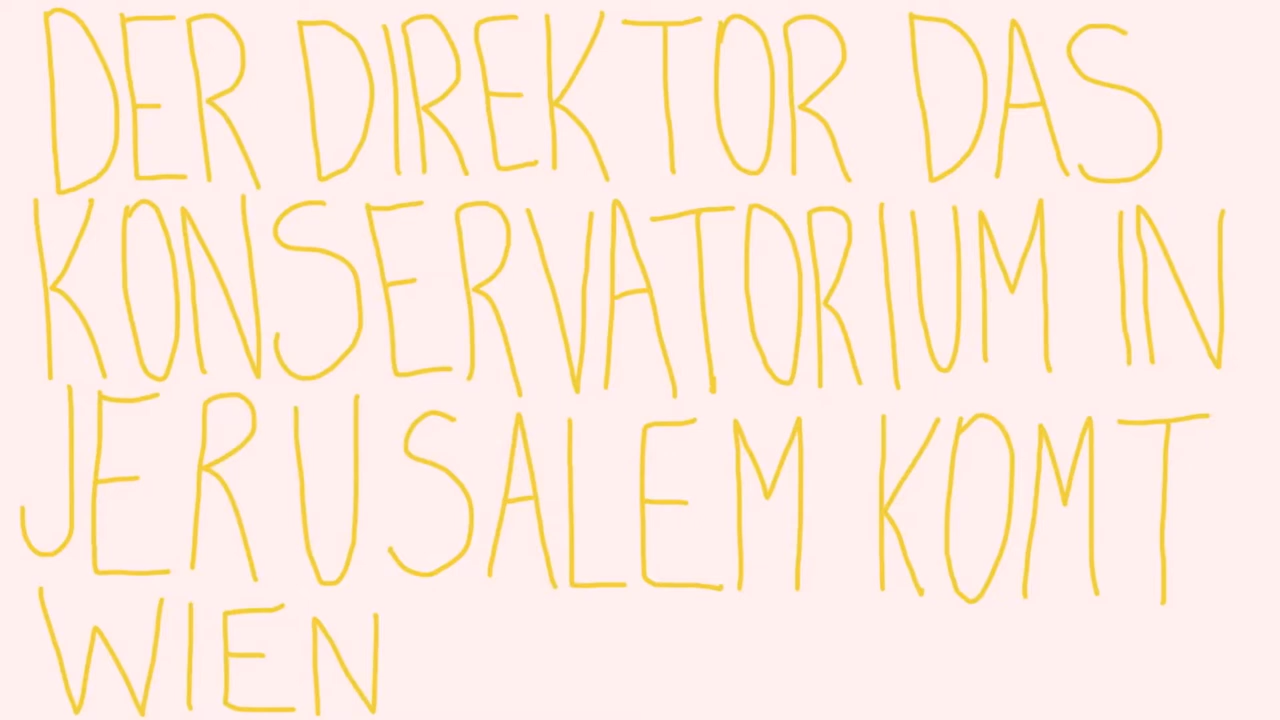 DER DIREKTOR DAS
KONSERVATORIUM IN
JERUSALEM KOMT
WIEN